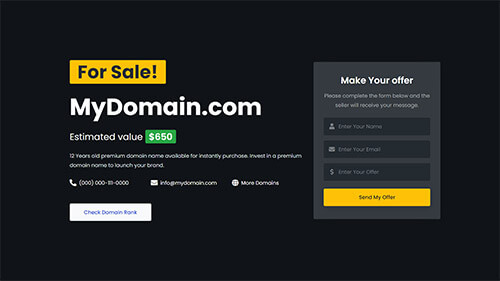 For Sale!
MyDomain.com
Estimated value $650
12 Years old premium domain name available for instantly purchase. Invest in a premium
domain name to launch your brand.
(000) 000-111-0000 info@mydomain.com More Domains
Check Domain Rank
Make Your offer
Please complete the form below and the
seller will receive your message.
Enter Your Name
Enter Your Email
$ Enter Your Offer
Send My Offer